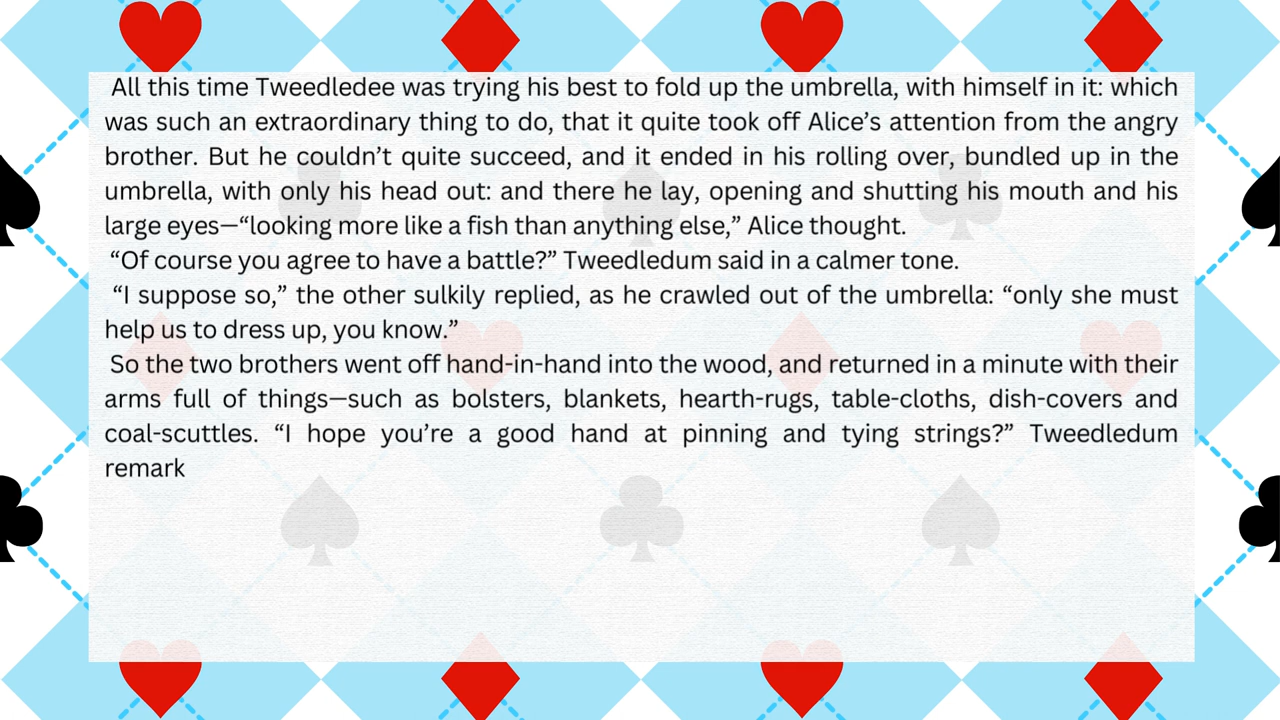 All this time Tweedledee was trying his best to fold up the umbrella, with himself in it: which
was such an extraordinary thing to do, that it quite took off Alice’s attention from the angry
brother. But he couldn’t quite succeed, and it ended in his rolling over, bundled up in the
umbrella, with only his head out: and there he lay, opening and shutting his mouth and his
large eyes—“looking more like a fish than anything else,” Alice thought.
“Of course you agree to have a battle?” Tweedledum said in a calmer tone.
“I suppose so,” the other sulkily replied, as he crawled out of the umbrella: “only she must
help us to dress up, you know.”
So the two brothers went off hand-in-hand into the wood, and returned in a minute with their
arms full of things—such as bolsters, blankets, hearth-rugs, table-cloths, dish-covers and
coal-scuttles. “I hope you’re a good hand at pinning and tying strings?” Tweedledum
remark